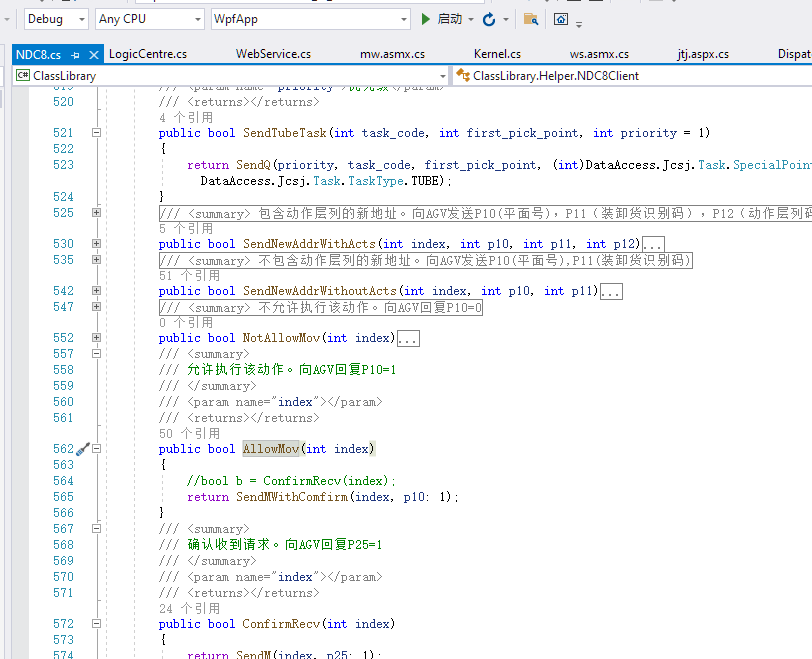 Debug Any CPU WpfApp 启动
NDC8.cs LogicCentre.cs WebService.cs mw.asmx.cs Kernel.cs ws.asmx.cs jtj.aspx.cs Dispat
C# ClassLibrary ClassLibrary.Helper.NDC8Client
520 /// <returns></returns>
4 个引用
521 public bool SendTubeTask(int task_code, int first_pick_point, int priority = 1)
522 {
523 return SendQ(priority, task_code, first_pick_point, (int)DataAccess.Jcsj.Task.SpecialPoin
DataAccess.Jcsj.Task.TaskType.TUBE);
524 }
525 /// <summary> 包含动作层列的新地址。向AGV发送P10(平面号)，P11（装卸货识别码），P12（动作层列码
5 个引用
530 public bool SendNewAddrWithActs(int index, int p10, int p11, int p12)...
535 /// <summary> 不包含动作层列的新地址。向AGV发送P10(平面号),P11(装卸货识别码)
51 个引用
542 public bool SendNewAddrWithoutActs(int index, int p10, int p11)...
547 /// <summary> 不允许执行该动作。向AGV回复P10=0
0 个引用
552 public bool NotAllowMov(int index)...
557 /// <summary>
558 /// 允许执行该动作。向AGV回复P10=1
559 /// </summary>
560 /// <param name="index"></param>
561 /// <returns></returns>
50 个引用
562 public bool AllowMov(int index)
563 {
564 //bool b = ConfirmRecv(index);
565 return SendMWithComfirm(index, p10: 1);
566 }
567 /// <summary>
568 /// 确认收到请求。向AGV回复P25=1
569 /// </summary>
570 /// <param name="index"></param>
571 /// <returns></returns>
24 个引用
572 public bool ConfirmRecv(int index)
573 {
574 return SendM(index, p25: 1);